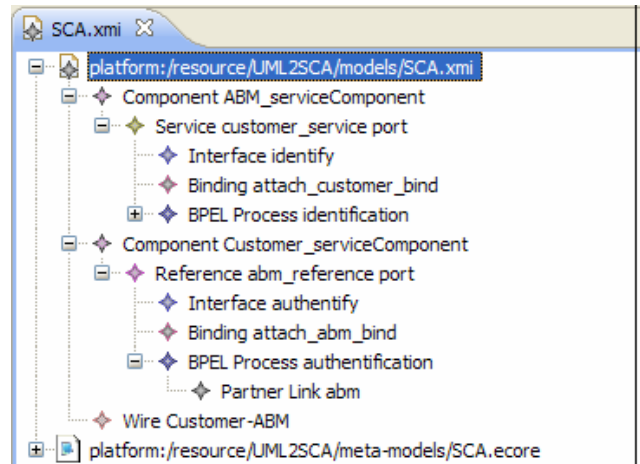 SCA.xmi
platform:/resource/UML2SCA/models/SCA.xmi
Component ABM_serviceComponent
Service customer_service port
Interface identify
Binding attach_customer_bind
BPEL Process identification
Component Customer_serviceComponent
Reference abm_reference port
Interface authentify
Binding attach_abm_bind
BPEL Process authentification
Partner Link abm
Wire Customer-ABM
platform:/resource/UML2SCA/meta-models/SCA.ecore